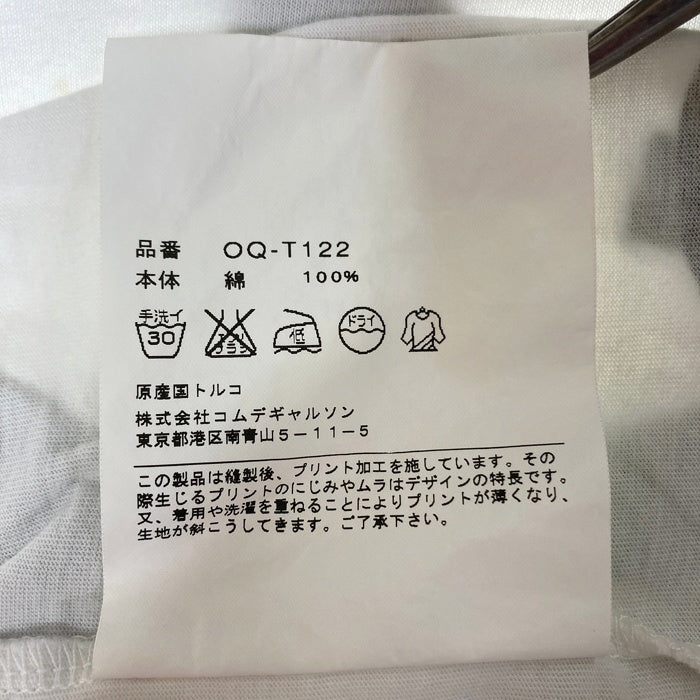 品番 OQ-T122
本体 綿 100%
手洗イ
30
エンソ
サラシ
低
ドライ
原産国トルコ
株式会社コムデギャルソン
東京都港区南青山5-11-5
この製品は縫製後、プリント加工を施しています。その
際生じるプリントのにじみやムラはデザインの特長です。
又、着用や洗濯を重ねることによりプリントが薄くなり、
生地が斜こうしてきます。ご了承下さい。